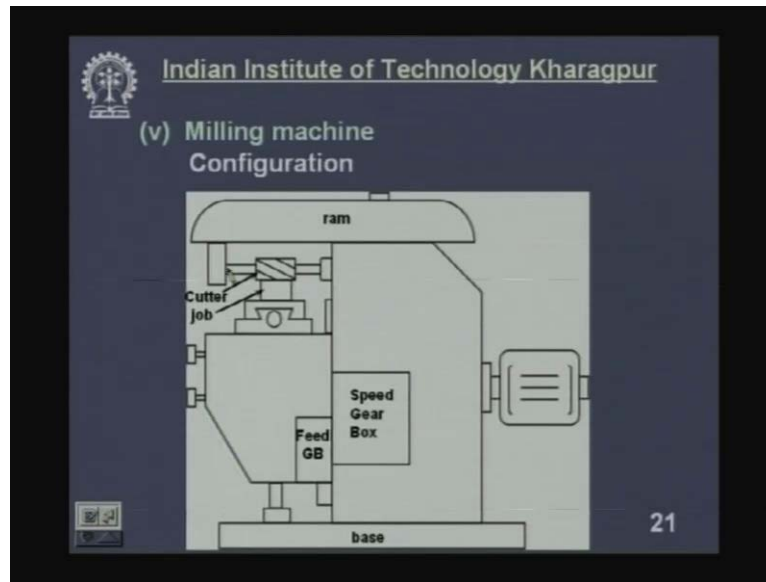 Indian Institute of Technology Kharagpur
(v) Milling machine
Configuration
ram
Cutter
job
Speed
Gear
Box
Feed
GB
base
21